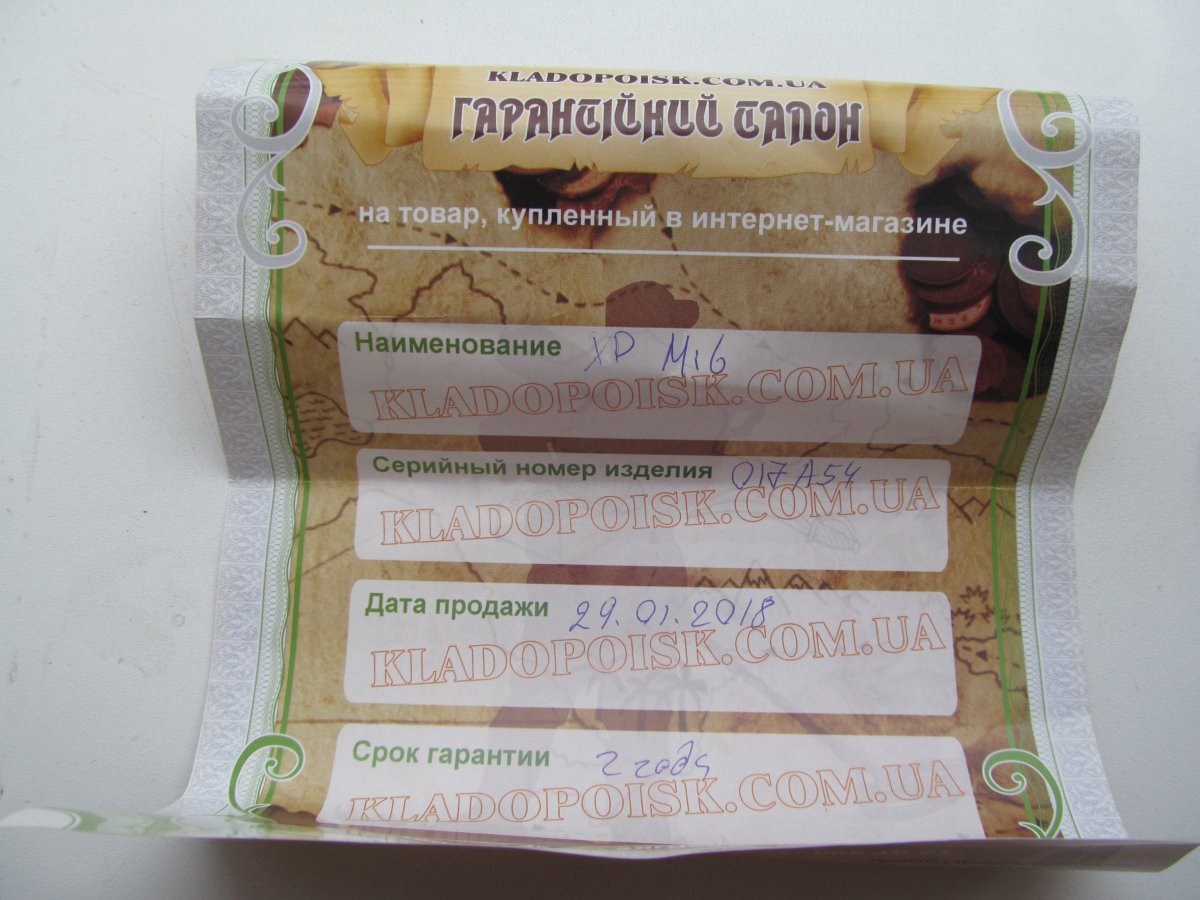 KLADOPOISK.COM.UA
ГАРАНТІЙНИЙ ТАЛОН
на товар, купленный в интернет-магазине
Наименование XP MI6
KLADOPOISK.COM.UA
Серийный номер изделия 017A54
KLADOPOISK.COM.UA
Дата продажи 29.01.2018
KLADOPOISK.COM.UA
Срок гарантии 2 года
KLADOPOISK.COM.UA